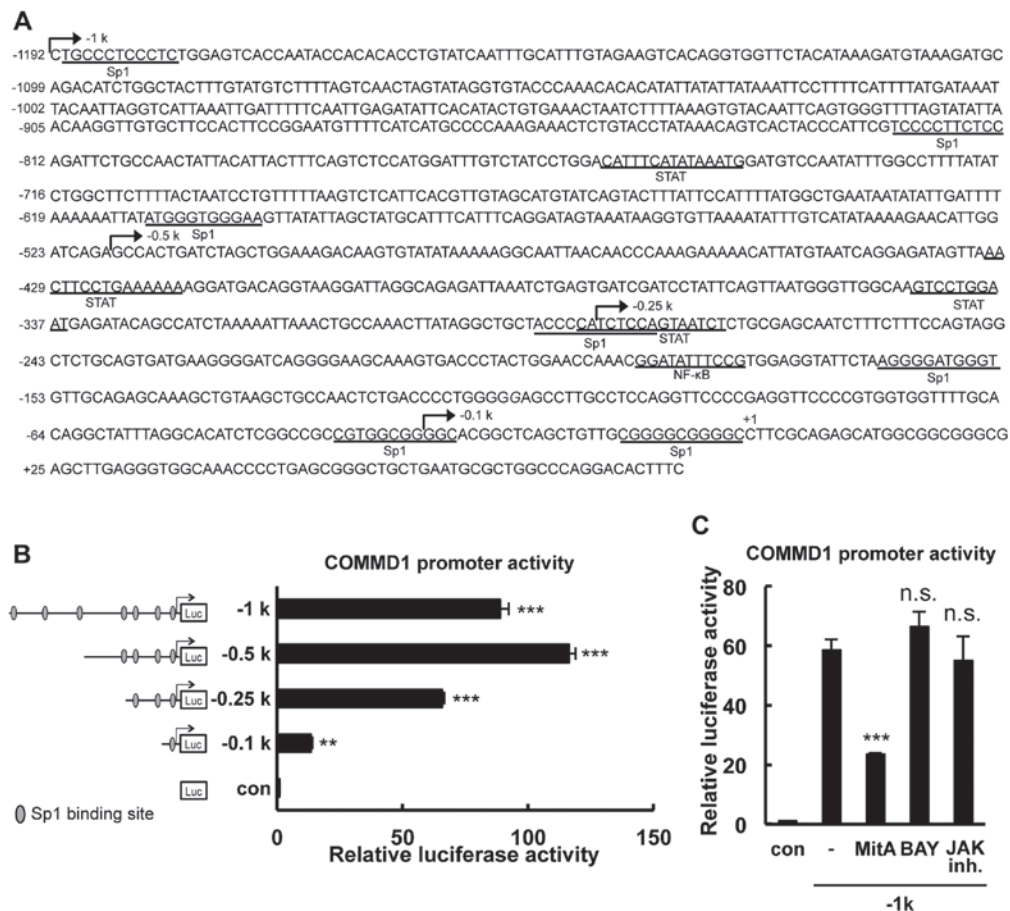 A
-1 k
-1192 CTGCCCTCCCTCTGGAGTCACCAATACCACACACCTGTATCAATTTGCATTTGTAGAAGTCACAGGTGGTTCTACATAAAGATGTAAAGATGC
Sp1
-1099 AGACATCTGGCTACTTTGTATGTCTTTTAGTCAACTAGTATAGGTGTACCCAAACACACATATTATATTATAAATTCCTTTTCATTTTATGATAAAT
-1002 TACAATTAGGTCATTAAATTGATTTTTCAATTGAGATATTCACATACTGTGAAACTAATCTTTTAAAGTGTACAATTCAGTGGGTTTTAGTATATTA
-905 ACAAGGTTGTGCTTCCACTTCCGGAATGTTTTCATCATGCCCCAAAGAAACTCTGTACCTATAAACAGTCACTACCCATTCGTCCCCTTCTCC
Sp1
-812 AGATTCTGCCAACTATTACATTACTTTCAGTCTCCATGGATTTGTCTATCCTGGACATTTCATATAAATGGATGTCCAATATTTGGCCTTTTATAT
STAT
-716 CTGGCTTCTTTTACTAATCCTGTTTTTAAGTCTCATTCACGTTGTAGCATGTATCAGTACTTTATTCCATTTTATGGCTGAATAATATATTGATTTT
-619 AAAAAATTATATGGGTGGGAAGTTATATTAGCTATGCATTTCATTTCAGGATAGTAAATAAGGTGTTAAAATATTTGTCATATAAAAGAACATTGG
Sp1
-0.5 k
-523 ATCAGAGCCACTGATCTAGCTGGAAAGACAAGTGTATATAAAAAGGCAATTAACAACCCAAAGAAAAACATTATGTAATCAGGAGATAGTTAAA
-429 CTTCCTGAAAAAAAGGATGACAGGTAAGGATTAGGCAGAGATTAAATCTGAGTGATCGATCCTATTCAGTTAATGGGTTGGCAAGTCCTGGA
STAT STAT
-0.25 k
-337 ATGAGATACAGCCATCTAAAAATTAAACTGCCAAACTTATAGGCTGCTACCCCATCTCCAGTAATCTCTGCGAGCAATCTTTCTTTCCAGTAGG
Sp1 STAT
-243 CTCTGCAGTGATGAAGGGGATCAGGGGAAGCAAAGTGACCCTACTGGAACCAAACGGATATTTCCGTGGAGGTATTCTAAGGGGATGGGT
NF-κB Sp1
-153 GTTGCAGAGCAAAGCTGTAAGCTGCCAACTCTGACCCCTGGGGGAGCCTTGCCTCCAGGTTCCCCGAGGTTCCCCGTGGTGGTTTTGCA
-0.1 k +1
-64 CAGGCTATTTAGGCACATCTCGGCCGCCGTGGCGGGGCACGGCTCAGCTGTTGCGGGGCGGGGCCTTCGCAGAGCATGGCGGCGGGCG
Sp1 Sp1
+25 AGCTTGAGGGTGGCAAACCCCTGAGCGGGCTGCTGAATGCGCTGGCCCAGGACACTTTC
B
COMMD1 promoter activity
Luc -1 k ***
Luc -0.5 k ***
Luc -0.25 k ***
Luc -0.1 k **
Luc con
Sp1 binding site
0 50 100 150
Relative luciferase activity
C
COMMD1 promoter activity
Relative luciferase activity
80
60
40
20
0
***
n.s.
n.s.
con - MitA BAY JAK inh.
-1k